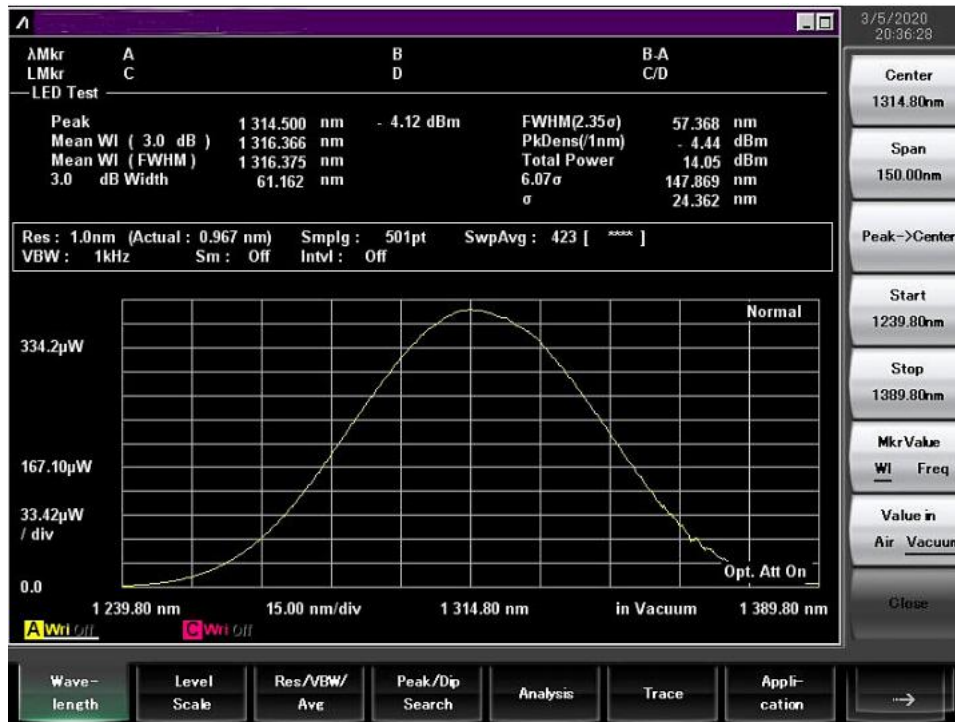 3/5/2020
20:36:28
λMkr A B B-A
LMkr C D C/D
LED Test
Peak 1 314.500 nm - 4.12 dBm FWHM(2.35σ) 57.368 nm
Mean Wl ( 3.0 dB ) 1 316.366 nm PkDens(/1nm) - 4.44 dBm
Mean Wl ( FWHM ) 1 316.375 nm Total Power 14.05 dBm
3.0 dB Width 61.162 nm 6.07σ 147.869 nm
σ 24.362 nm
Res : 1.0nm (Actual : 0.967 nm) Smplg : 501pt SwpAvg : 423 [ **** ]
VBW : 1kHz Sm : Off Intvl : Off
Normal
334.2µW
167.10µW
33.42µW
/ div
0.0
Opt. Att On
1 239.80 nm 15.00 nm/div 1 314.80 nm in Vacuum 1 389.80 nm
A Wri Off C Wri Off
Center
1314.80nm
Span
150.00nm
Peak->Center
Start
1239.80nm
Stop
1389.80nm
Mkr Value
Wl Freq
Value in
Air Vacuum
Close
Wave-
length
Level
Scale
Res/VBW/
Avg
Peak/Dip
Search
Analysis
Trace
Appli-
cation